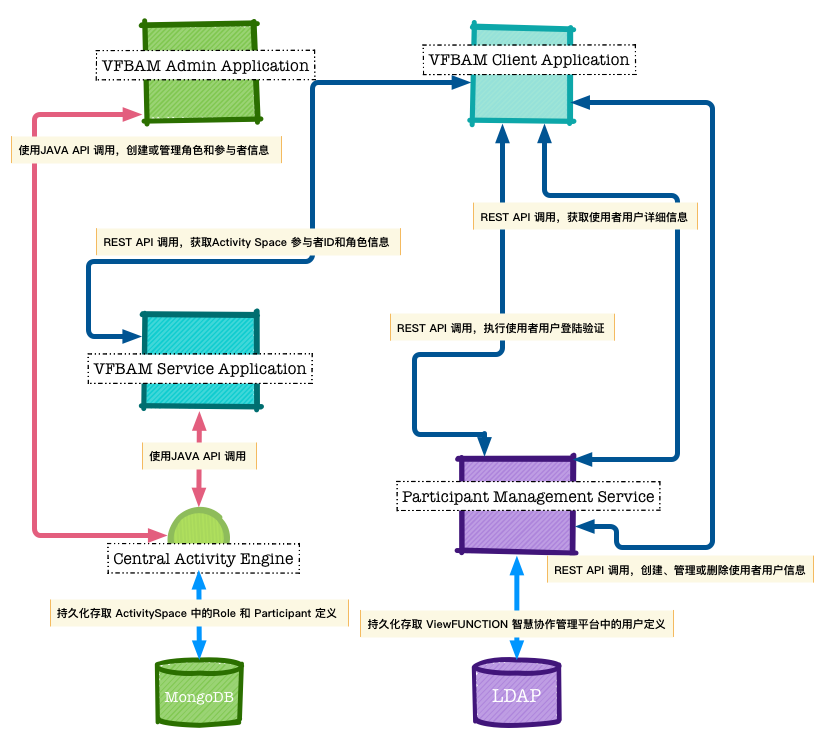 VFBAM Admin Application
VFBAM Client Application
使用JAVA API 调用，创建或管理角色和参与者信息
REST API 调用，获取使用者用户详细信息
REST API 调用，获取Activity Space 参与者ID和角色信息
REST API 调用，执行使用者用户登陆验证
VFBAM Service Application
使用JAVA API 调用
Participant Management Service
Central Activity Engine
REST API 调用，创建、管理或删除使用者用户信息
持久化存取 ActivitySpace 中的Role 和 Participant 定义
持久化存取 ViewFUNCTION 智慧协作管理平台中的用户定义
MongoDB
LDAP